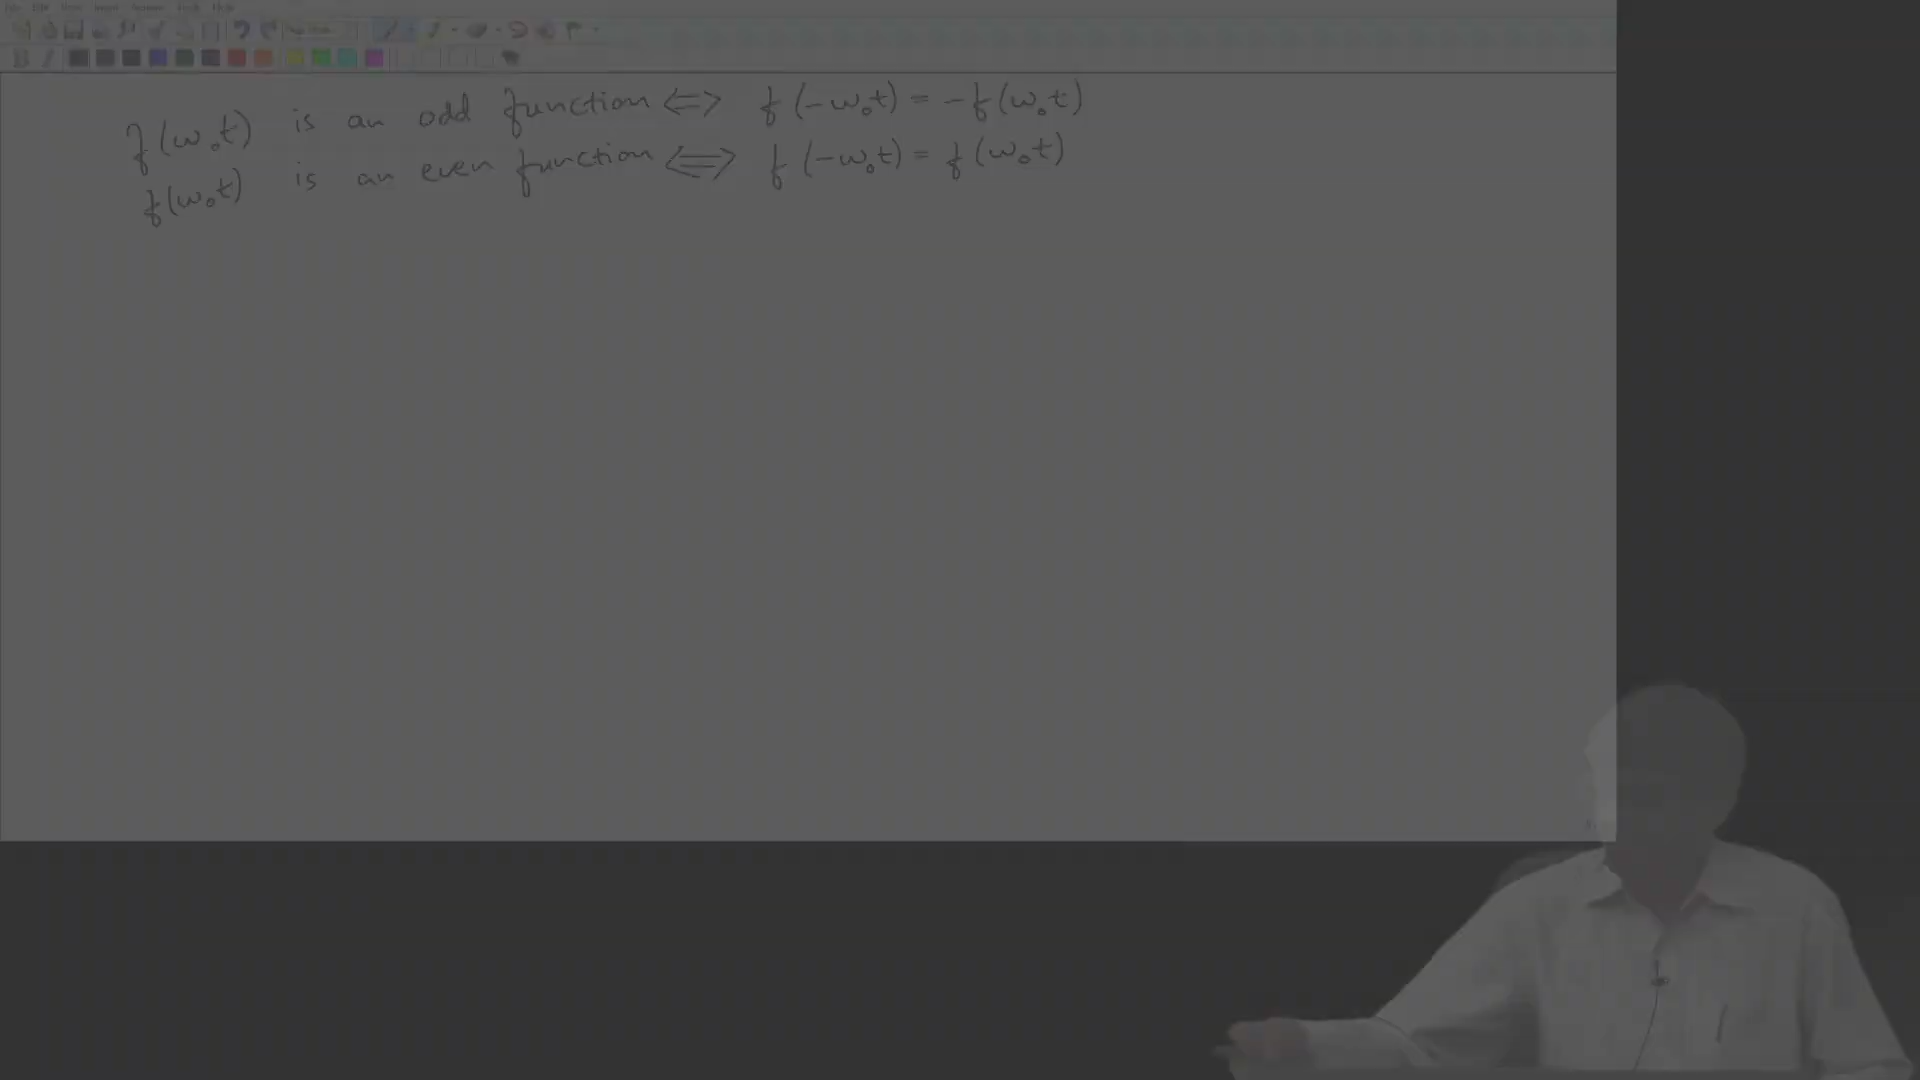 f(ω₀t) is an odd function ⟺ f(-ω₀t) = -f(ω₀t)
f(ω₀t) is an even function ⟺ f(-ω₀t) = f(ω₀t)